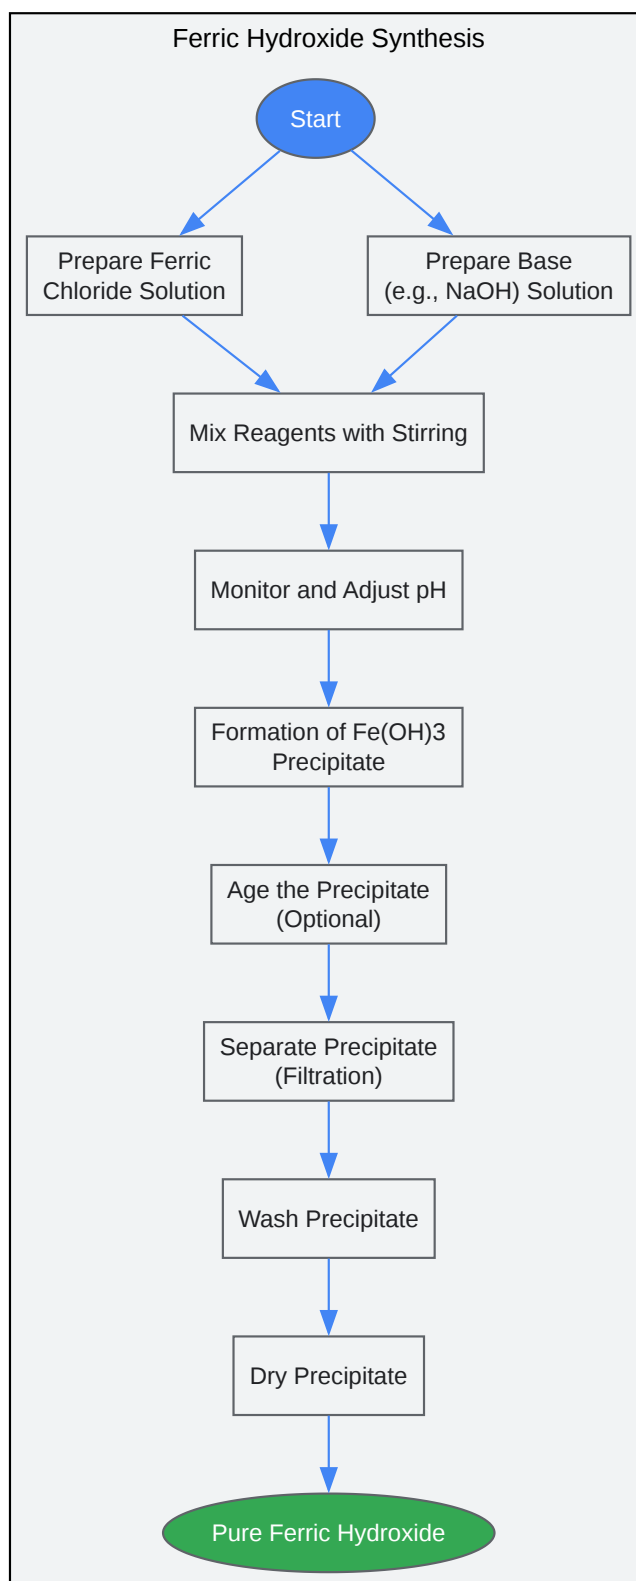 Ferric Hydroxide Synthesis
Start
Prepare Ferric
Chloride Solution
Prepare Base
(e.g., NaOH) Solution
Mix Reagents with Stirring
Monitor and Adjust pH
Formation of Fe(OH)3
Precipitate
Age the Precipitate
(Optional)
Separate Precipitate
(Filtration)
Wash Precipitate
Dry Precipitate
Pure Ferric Hydroxide